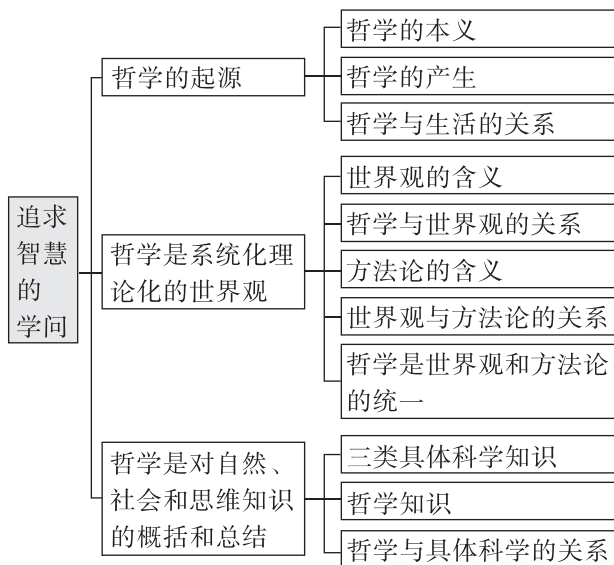 追求
智慧
的
学问
哲学的起源
哲学的本义
哲学的产生
哲学与生活的关系
哲学是系统化理
论化的世界观
世界观的含义
哲学与世界观的关系
方法论的含义
世界观与方法论的关系
哲学是世界观和方法论
的统一
哲学是对自然、
社会和思维知识
的概括和总结
三类具体科学知识
哲学知识
哲学与具体科学的关系